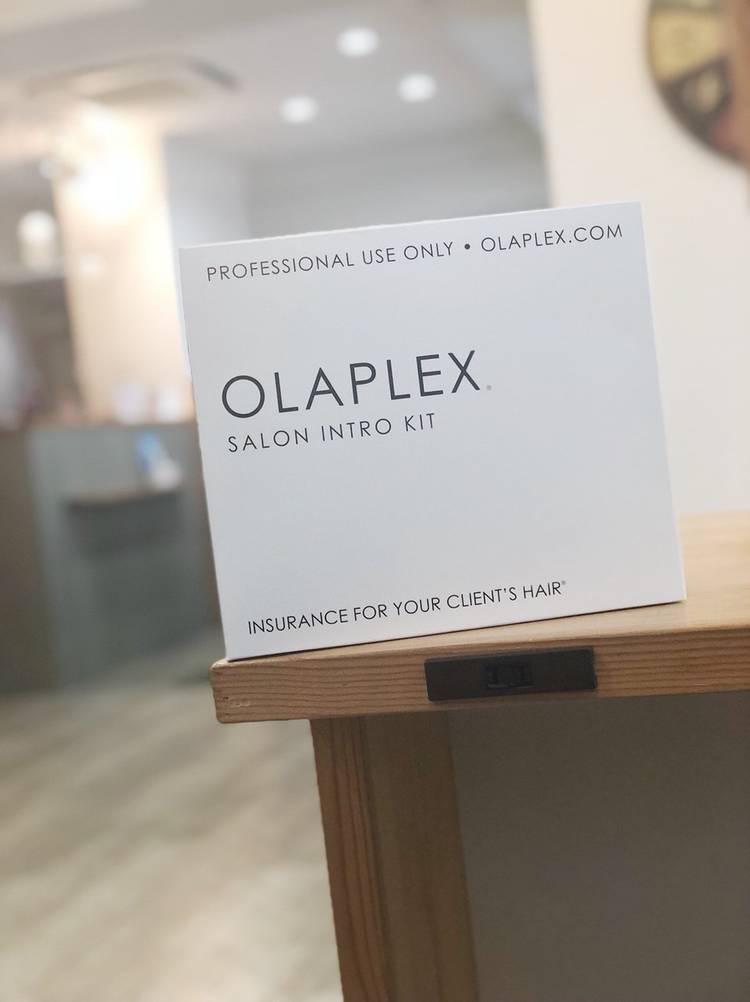 PROFESSIONAL USE ONLY • OLAPLEX.COM
OLAPLEX®
SALON INTRO KIT
INSURANCE FOR YOUR CLIENT'S HAIR®